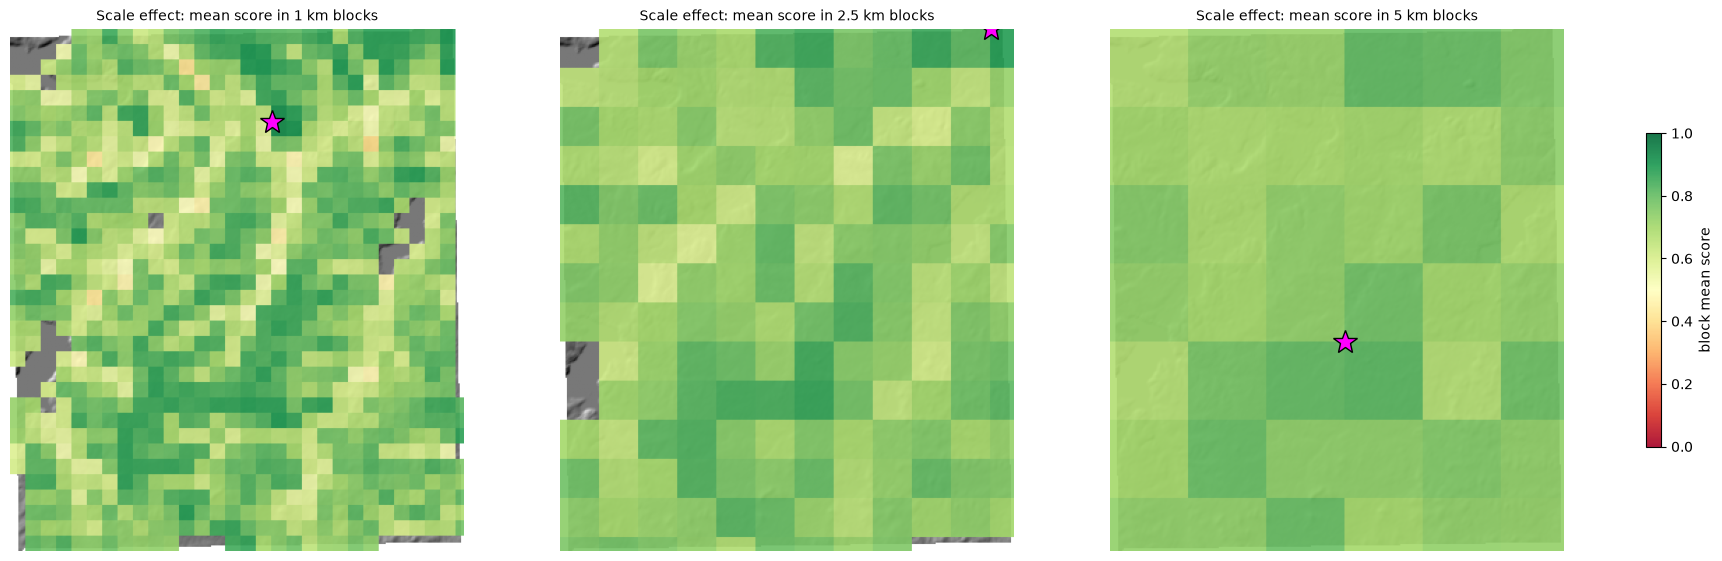 Scale effect: mean score in 1 km blocks
Scale effect: mean score in 2.5 km blocks
Scale effect: mean score in 5 km blocks
1.0
0.8
0.6
0.4
0.2
0.0
block mean score